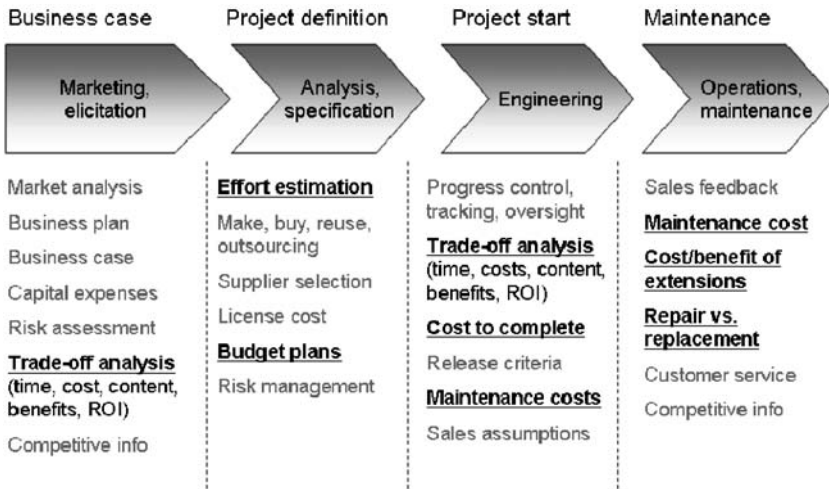 Business case
Project definition
Project start
Maintenance
Marketing,
elicitation
Analysis,
specification
Engineering
Operations,
maintenance
Market analysis
Business plan
Business case
Capital expenses
Risk assessment
Trade-off analysis
(time, cost, content,
benefits, ROI)
Competitive info
Effort estimation
Make, buy, reuse,
outsourcing
Supplier selection
License cost
Budget plans
Risk management
Progress control,
tracking, oversight
Trade-off analysis
(time, costs, content,
benefits, ROI)
Cost to complete
Release criteria
Maintenance costs
Sales assumptions
Sales feedback
Maintenance cost
Cost/benefit of
extensions
Repair vs.
replacement
Customer service
Competitive info